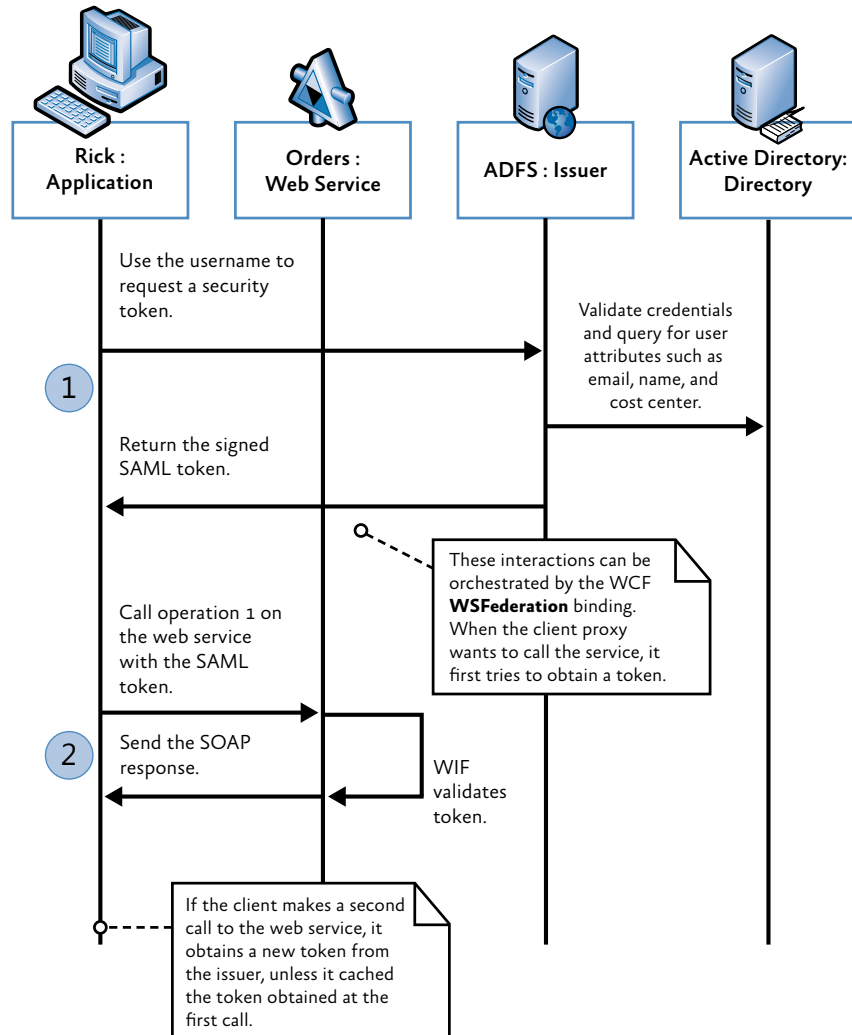 Rick :
Application
Orders :
Web Service
ADFS : Issuer
Active Directory:
Directory
Use the username to
request a security
token.
Validate credentials
and query for user
attributes such as
email, name, and
cost center.
1
Return the signed
SAML token.
These interactions can be
orchestrated by the WCF
WSFederation binding.
When the client proxy
wants to call the service, it
first tries to obtain a token.
Call operation 1 on
the web service
with the SAML
token.
2
Send the SOAP
response.
WIF
validates
token.
If the client makes a second
call to the web service, it
obtains a new token from
the issuer, unless it cached
the token obtained at the
first call.